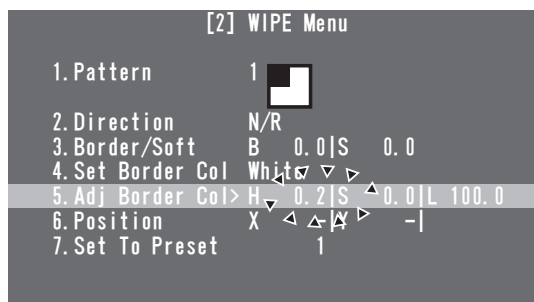 [2] WIPE Menu
1.Pattern 1
2.Direction N/R
3.Border/Soft B 0.0|S 0.0
4.Set Border Col White
5.Adj Border Col> H 0.2|S 0.0|L 100.0
6.Position X -|Y -|
7.Set To Preset 1